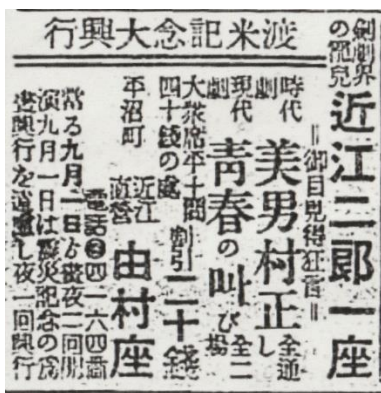 渡米記念大興行
剣劇界の寵児
近江二郎一座
＝御目見得狂言＝
時代劇 美男村正 全通し
現代劇 青春の叫び 全二場
大衆席平土間四十銭の處 割引 二十銭
平沼町 近江直営 由村座
電話②四一六四番
當る九月一日から晝夜二回開
演九月一日は震災記念の為
晝興行を遠慮し夜一回興行